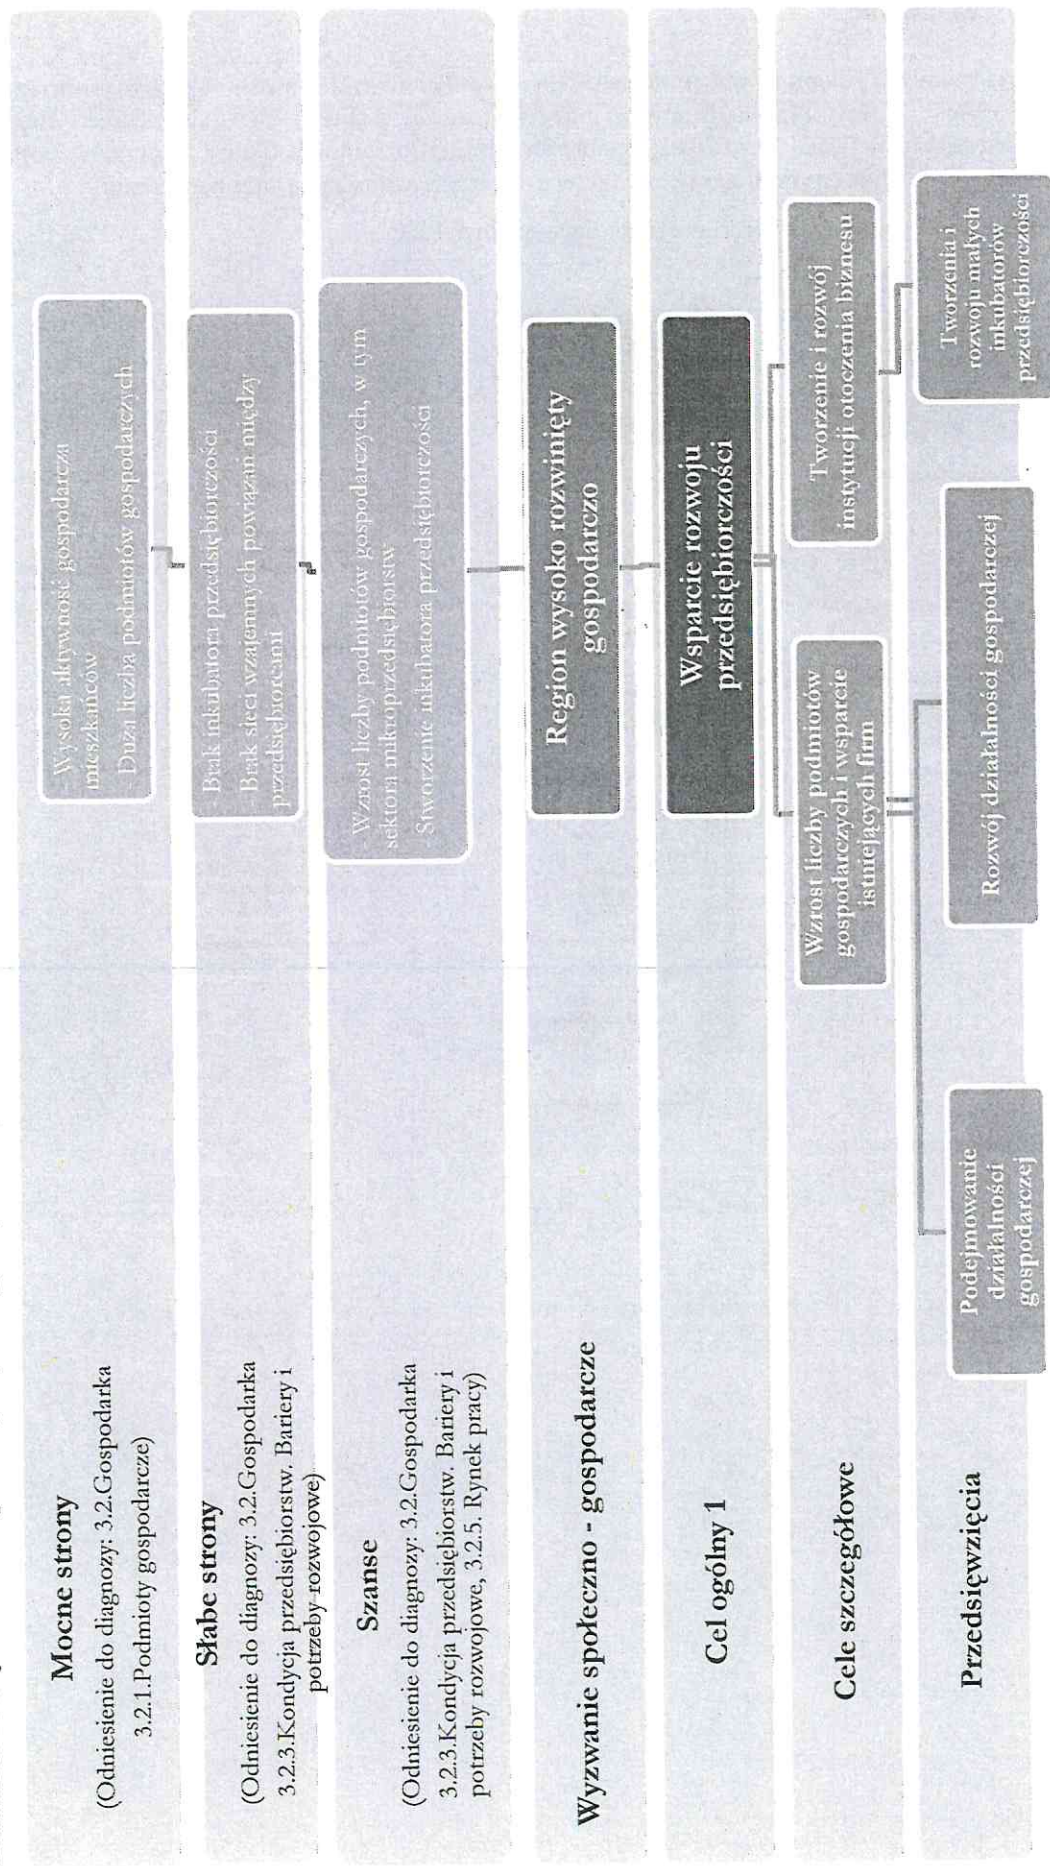 Mocne strony
(Odniesienie do diagnozy: 3.2.Gospodarka
3.2.1.Podmioty gospodarcze)
- Wysoka aktywność gospodarcza
mieszkańców
- Duża liczba podmiotów gospodarczych
Słabe strony
(Odniesienie do diagnozy: 3.2.Gospodarka
3.2.3.Kondycja przedsiębiorstw. Bariery i
potrzeby rozwojowe)
- Brak inkubatora przedsiębiorczości
- Brak sieci wzajemnych powiązań między
przedsiębiorcami
Szanse
(Odniesienie do diagnozy: 3.2.Gospodarka
3.2.3.Kondycja przedsiębiorstw. Bariery i
potrzeby rozwojowe, 3.2.5. Rynek pracy)
- Wzrost liczby podmiotów gospodarczych, w tym
sektora mikroprzedsiębiorstw
- Stworzenie inkubatora przedsiębiorczości
Wyzwanie społeczno - gospodarcze
Region wysoko rozwinięty
gospodarczo
Cel ogólny 1
Wsparcie rozwoju
przedsiębiorczości
Cele szczegółowe
Wzrost liczby podmiotów
gospodarczych i wsparcie
istniejących firm
Tworzenie i rozwój
instytucji otoczenia biznesu
Przedsięwzięcia
Podejmowanie
działalności
gospodarczej
Rozwój działalności gospodarczej
Tworzenia i
rozwoju małych
inkubatorów
przedsiębiorczości